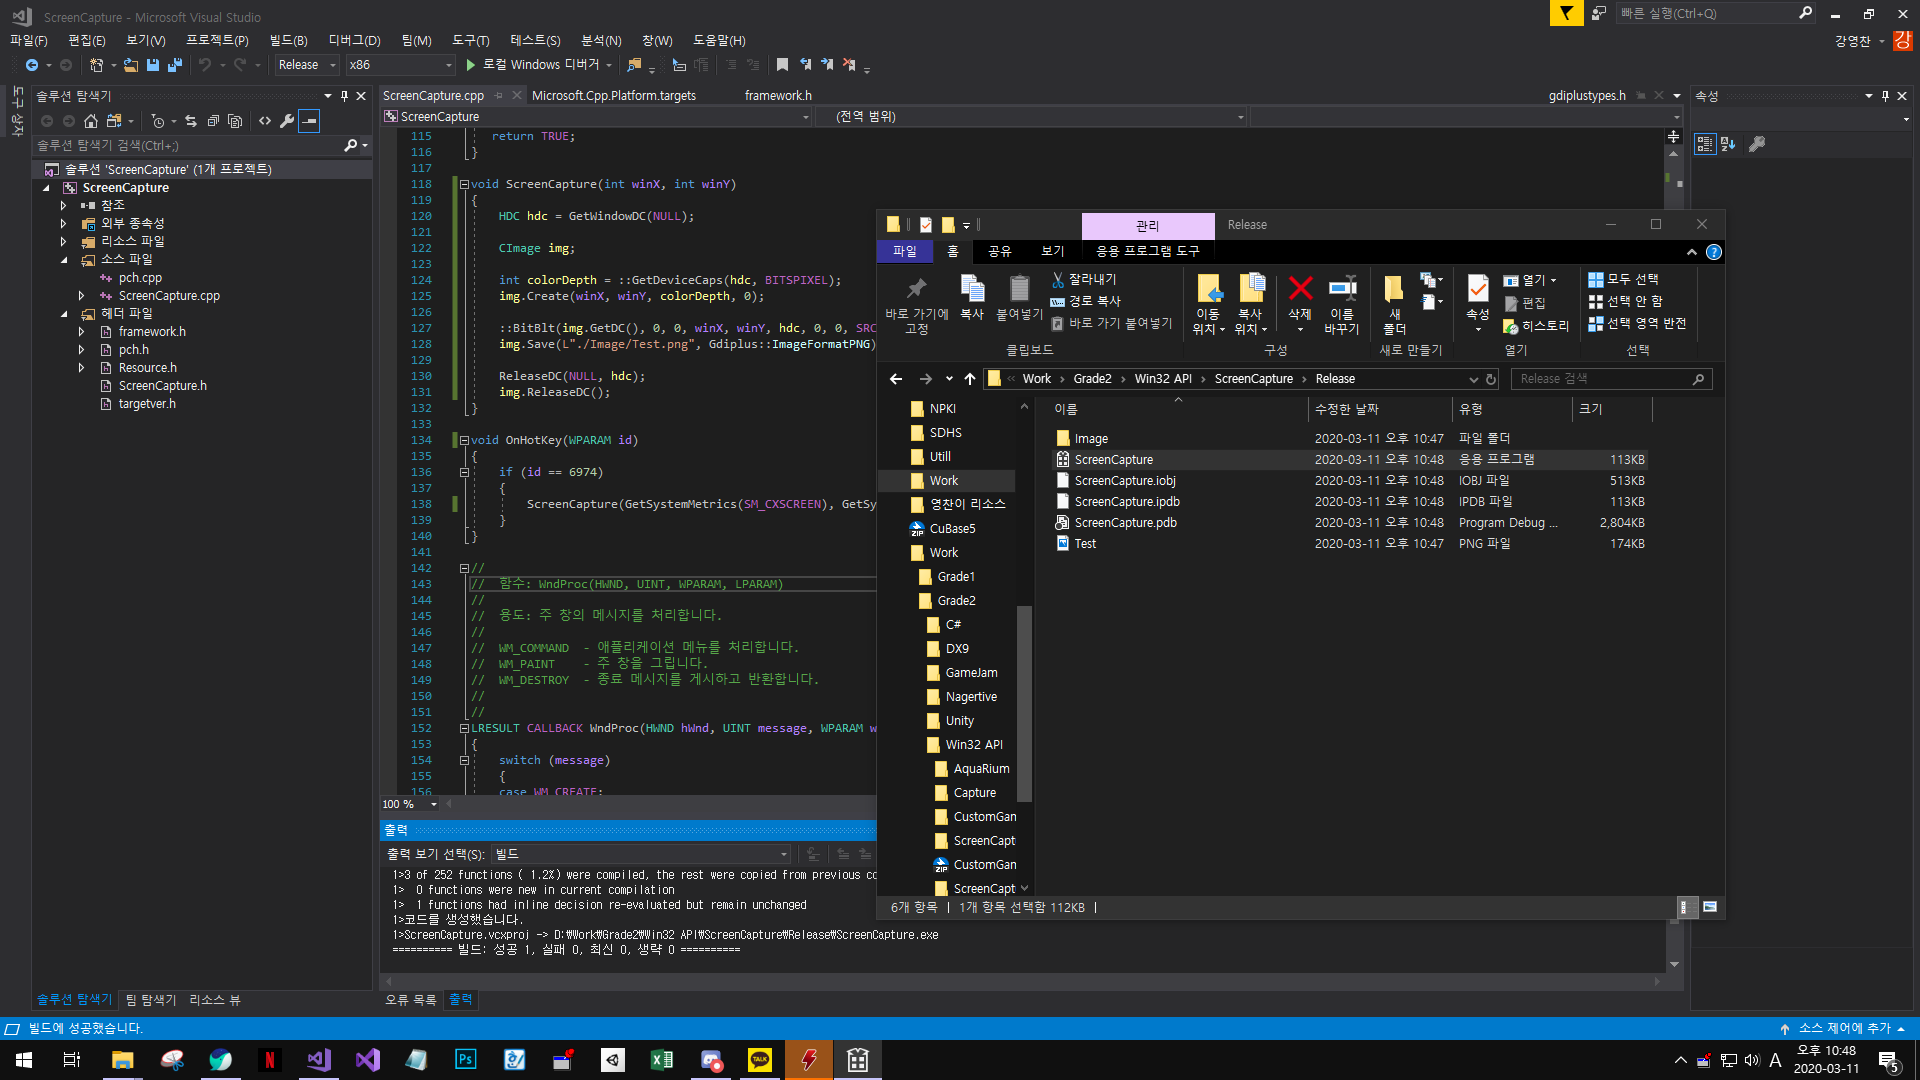 ScreenCapture - Microsoft Visual Studio
빠른 실행(Ctrl+Q)
파일(F) 편집(E) 보기(V) 프로젝트(P) 빌드(B) 디버그(D) 팀(M) 도구(T) 테스트(S) 분석(N) 창(W) 도움말(H)
강영찬 강
Release x86 로컬 Windows 디버거
도구 상자
솔루션 탐색기
솔루션 탐색기 검색(Ctrl+;)
솔루션 'ScreenCapture' (1개 프로젝트)
ScreenCapture
참조
외부 종속성
리소스 파일
소스 파일
pch.cpp
ScreenCapture.cpp
헤더 파일
framework.h
pch.h
Resource.h
ScreenCapture.h
targetver.h
솔루션 탐색기 팀 탐색기 리소스 뷰
ScreenCapture.cpp Microsoft.Cpp.Platform.targets framework.h gdiplustypes.h
ScreenCapture (전역 범위)
115 return TRUE;
116 }
117
118 void ScreenCapture(int winX, int winY)
119 {
120 HDC hdc = GetWindowDC(NULL);
121
122 CImage img;
123
124 int colorDepth = ::GetDeviceCaps(hdc, BITSPIXEL);
125 img.Create(winX, winY, colorDepth, 0);
126
127 ::BitBlt(img.GetDC(), 0, 0, winX, winY, hdc, 0, 0, SRC
128 img.Save(L"./Image/Test.png", Gdiplus::ImageFormatPNG)
129
130 ReleaseDC(NULL, hdc);
131 img.ReleaseDC();
132 }
133
134 void OnHotKey(WPARAM id)
135 {
136 if (id == 6974)
137 {
138 ScreenCapture(GetSystemMetrics(SM_CXSCREEN), GetSy
139 }
140 }
141
142 //
143 // 함수: WndProc(HWND, UINT, WPARAM, LPARAM)
144 //
145 // 용도: 주 창의 메시지를 처리합니다.
146 //
147 // WM_COMMAND - 애플리케이션 메뉴를 처리합니다.
148 // WM_PAINT - 주 창을 그립니다.
149 // WM_DESTROY - 종료 메시지를 게시하고 반환합니다.
150 //
151 //
152 LRESULT CALLBACK WndProc(HWND hWnd, UINT message, WPARAM w
153 {
154 switch (message)
155 {
156 case WM_CREATE:
100 %
출력
출력 보기 선택(S): 빌드
1>3 of 252 functions ( 1.2%) were compiled, the rest were copied from previous co
1> 0 functions were new in current compilation
1> 1 functions had inline decision re-evaluated but remain unchanged
1>코드를 생성했습니다.
1>ScreenCapture.vcxproj -> D:₩Work₩Grade2₩Win32 API₩ScreenCapture₩Release₩ScreenCapture.exe
========== 빌드: 성공 1, 실패 0, 최신 0, 생략 0 ==========
오류 목록 출력
속성
관리 Release
파일 홈 공유 보기 응용 프로그램 도구
바로 가기에 고정
복사
붙여넣기
잘라내기
경로 복사
바로 가기 붙여넣기
클립보드
이동 위치
복사 위치
삭제
이름 바꾸기
구성
새 폴더
새로 만들기
속성
열기
편집
히스토리
열기
모두 선택
선택 안 함
선택 영역 반전
선택
« Work › Grade2 › Win32 API › ScreenCapture › Release
Release 검색
NPKI
SDHS
Utill
Work
영찬이 리소스
CuBase5
Work
Grade1
Grade2
C#
DX9
GameJam
Nagertive
Unity
Win32 API
AquaRium
Capture
CustomGan
ScreenCapt
CustomGan
ScreenCapt
이름 수정한 날짜 유형 크기
Image 2020-03-11 오후 10:47 파일 폴더
ScreenCapture 2020-03-11 오후 10:48 응용 프로그램 113KB
ScreenCapture.iobj 2020-03-11 오후 10:48 IOBJ 파일 513KB
ScreenCapture.ipdb 2020-03-11 오후 10:48 IPDB 파일 113KB
ScreenCapture.pdb 2020-03-11 오후 10:48 Program Debug ... 2,804KB
Test 2020-03-11 오후 10:47 PNG 파일 174KB
6개 항목 1개 항목 선택함 112KB
빌드에 성공했습니다.
소스 제어에 추가
N Ps TALK A
오후 10:48
2020-03-11
5